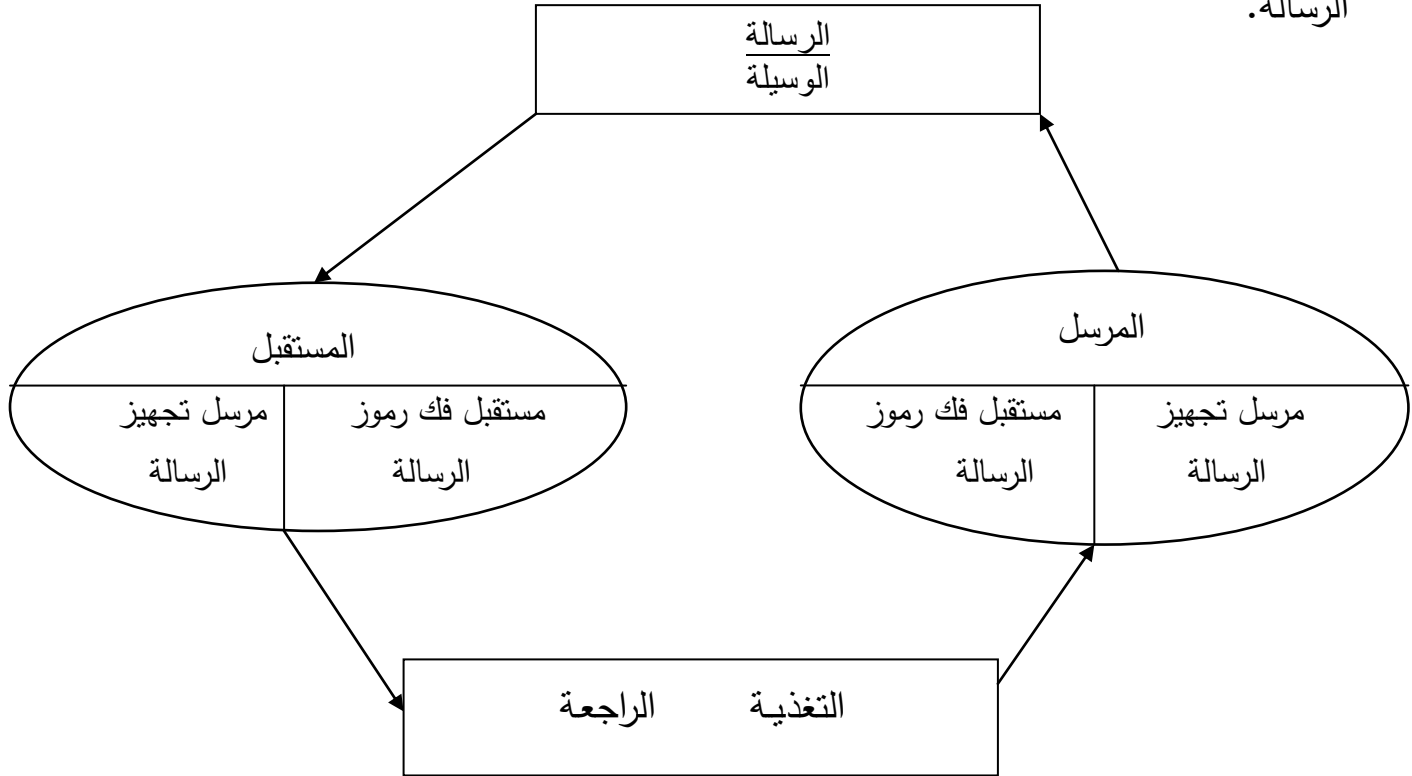 الرسالة.
الرسالة
الوسيلة
المرسل
مرسل تجهيز
الرسالة
مستقبل فك رموز
الرسالة
المستقبل
مستقبل فك رموز
الرسالة
مرسل تجهيز
الرسالة
التغذية الراجعة